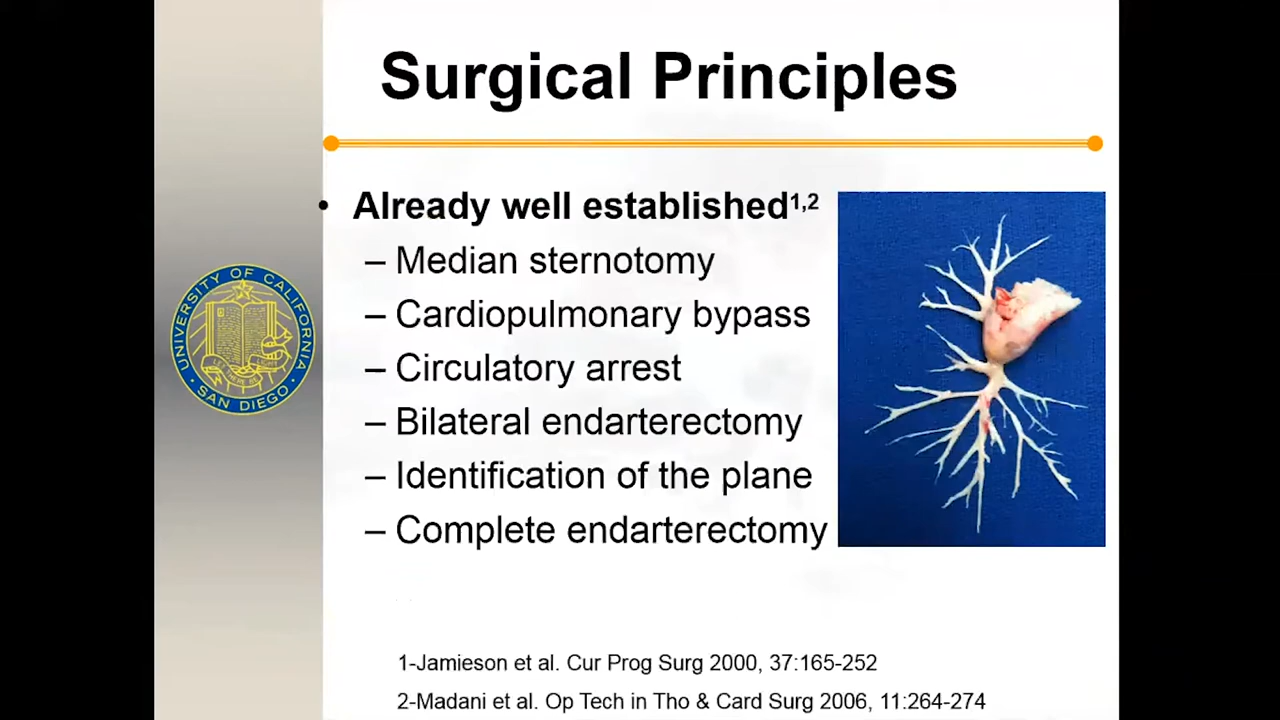 Surgical Principles
• Already well established1,2
– Median sternotomy
– Cardiopulmonary bypass
– Circulatory arrest
– Bilateral endarterectomy
– Identification of the plane
– Complete endarterectomy
UNIVERSITY OF CALIFORNIA
SAN DIEGO
1-Jamieson et al. Cur Prog Surg 2000, 37:165-252
2-Madani et al. Op Tech in Tho & Card Surg 2006, 11:264-274